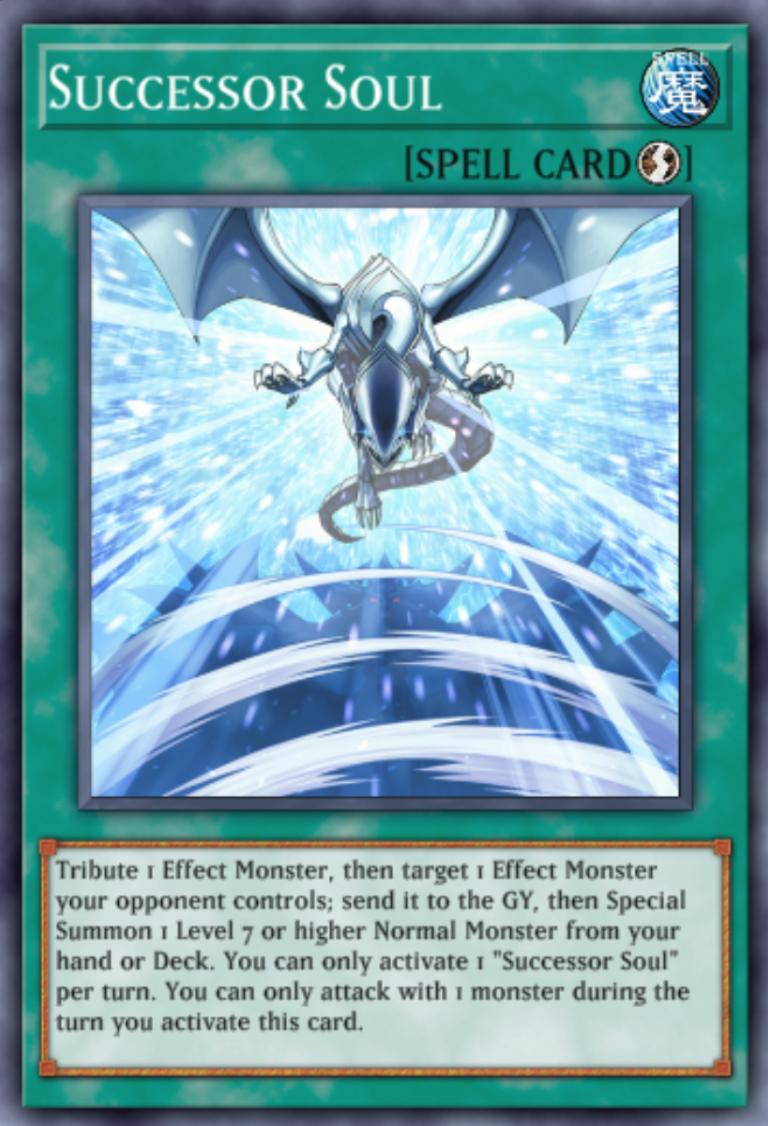 Successor Soul
SPELL
魔
[SPELL CARD]
Tribute 1 Effect Monster, then target 1 Effect Monster
your opponent controls; send it to the GY, then Special
Summon 1 Level 7 or higher Normal Monster from your
hand or Deck. You can only activate 1 "Successor Soul"
per turn. You can only attack with 1 monster during the
turn you activate this card.